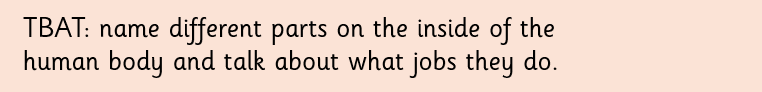 TBAT: name different parts on the inside of the
human body and talk about what jobs they do.